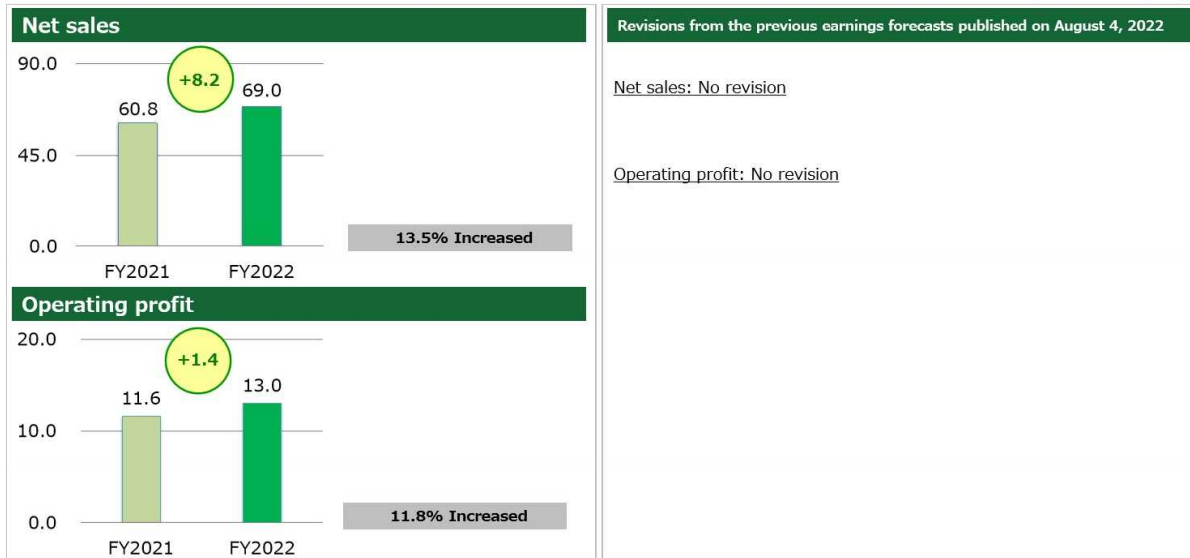 Net sales
90.0
+8.2
69.0
60.8
45.0
13.5% Increased
0.0
FY2021 FY2022
Operating profit
20.0
+1.4
13.0
11.6
10.0
11.8% Increased
0.0
FY2021 FY2022
Revisions from the previous earnings forecasts published on August 4, 2022
Net sales: No revision
Operating profit: No revision